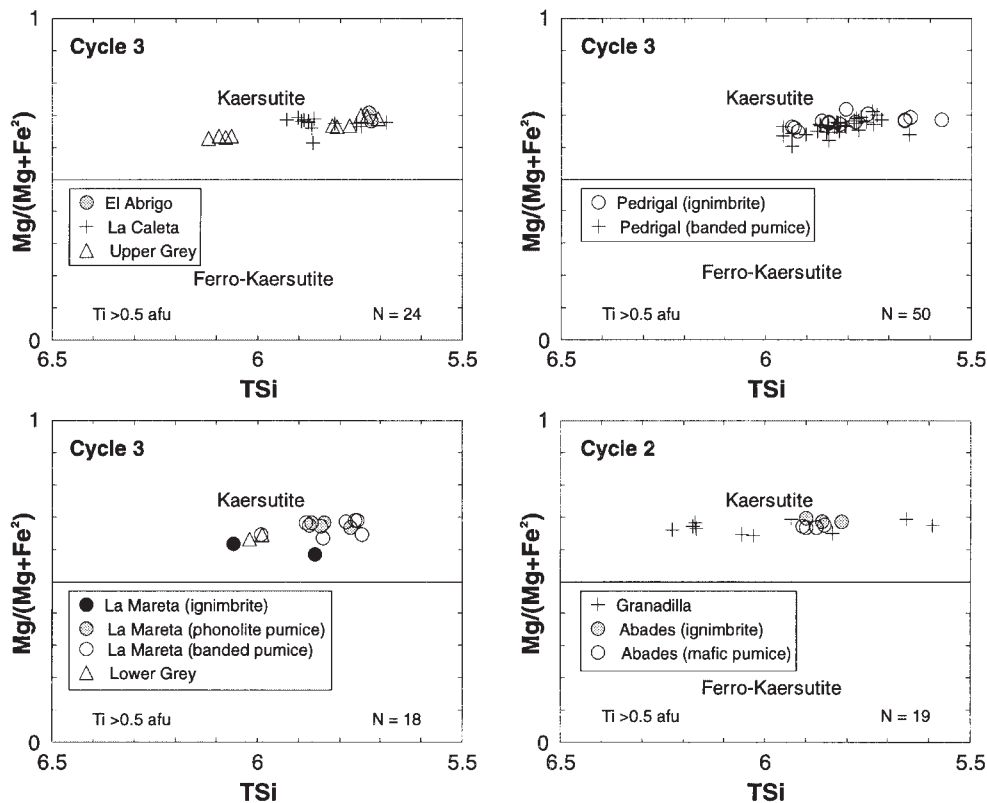 1
Cycle 3
Kaersutite
El Abrigo
La Caleta
Upper Grey
Ferro-Kaersutite
Ti >0.5 afu
N = 24
0
6.5
6
5.5
TSi
Mg/(Mg+Fe²)
1
Cycle 3
Kaersutite
Pedrigal (ignimbrite)
Pedrigal (banded pumice)
Ferro-Kaersutite
Ti >0.5 afu
N = 50
0
6.5
6
5.5
TSi
Mg/(Mg+Fe²)
1
Cycle 3
Kaersutite
La Mareta (ignimbrite)
La Mareta (phonolite pumice)
La Mareta (banded pumice)
Lower Grey
Ti >0.5 afu
N = 18
0
6.5
6
5.5
TSi
Mg/(Mg+Fe²)
1
Cycle 2
Kaersutite
Granadilla
Abades (ignimbrite)
Abades (mafic pumice)
Ferro-Kaersutite
Ti >0.5 afu
N = 19
0
6.5
6
5.5
TSi
Mg/(Mg+Fe²)